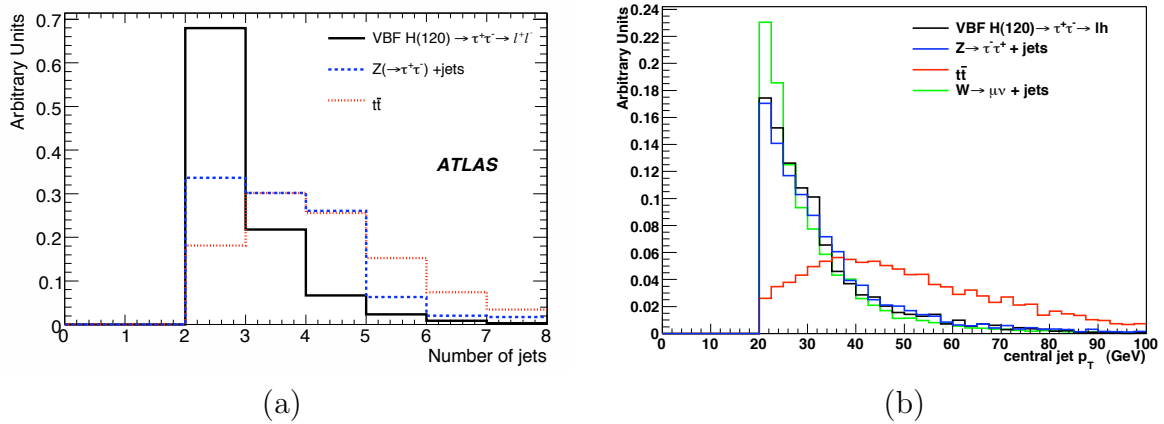 Arbitrary Units
0.7
0.6
0.5
0.4
0.3
0.2
0.1
0
VBF H(120) → τ⁺τ⁻→ l⁺l⁻
Z(→τ⁺τ⁻) +jets
tt̄
ATLAS
0 1 2 3 4 5 6 7 8
Number of jets
(a)
Arbitrary Units
0.24
0.22
0.20
0.18
0.16
0.14
0.12
0.10
0.08
0.06
0.04
0.02
0
VBF H(120)→ τ⁺τ⁻→ lh
Z→ τ⁻τ⁺ + jets
tt̄
W→ μν + jets
0 10 20 30 40 50 60 70 80 90 100
central jet p_T (GeV)
(b)